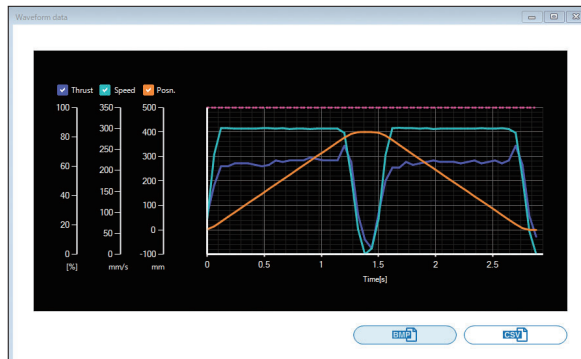 Waveform data
Thrust Speed Posn.
100 350 500
80 300 400
60 250 300
200
40 150 200
100 100
20 50 0
0 0 -100
[%] mm/s mm
0 0.5 1 1.5 2 2.5
Time[s]
BMP CSV